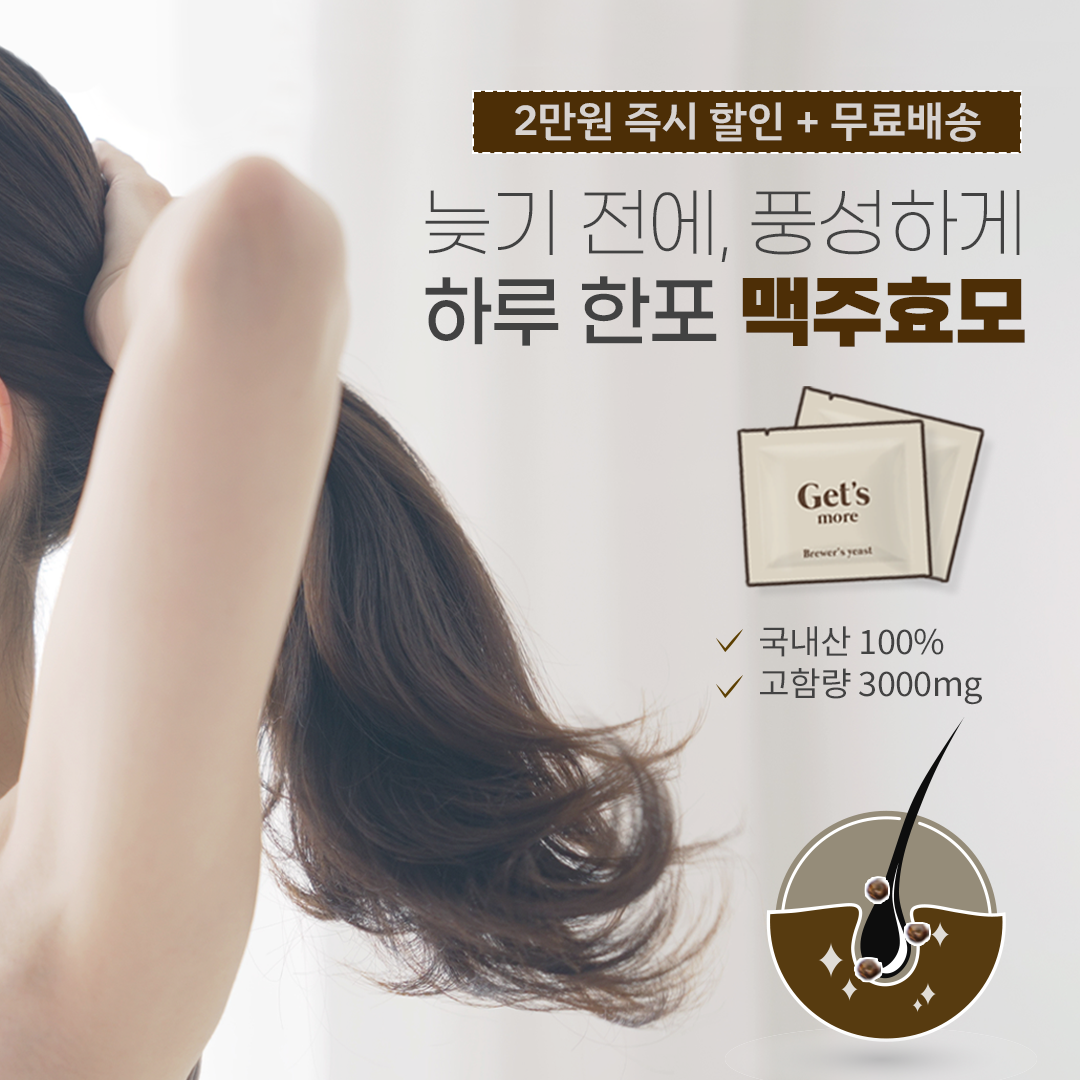 2만원 즉시 할인 + 무료배송
늦기 전에, 풍성하게
하루 한포 맥주효모
Get's
more
Brewer's yeast
국내산 100%
고함량 3000mg